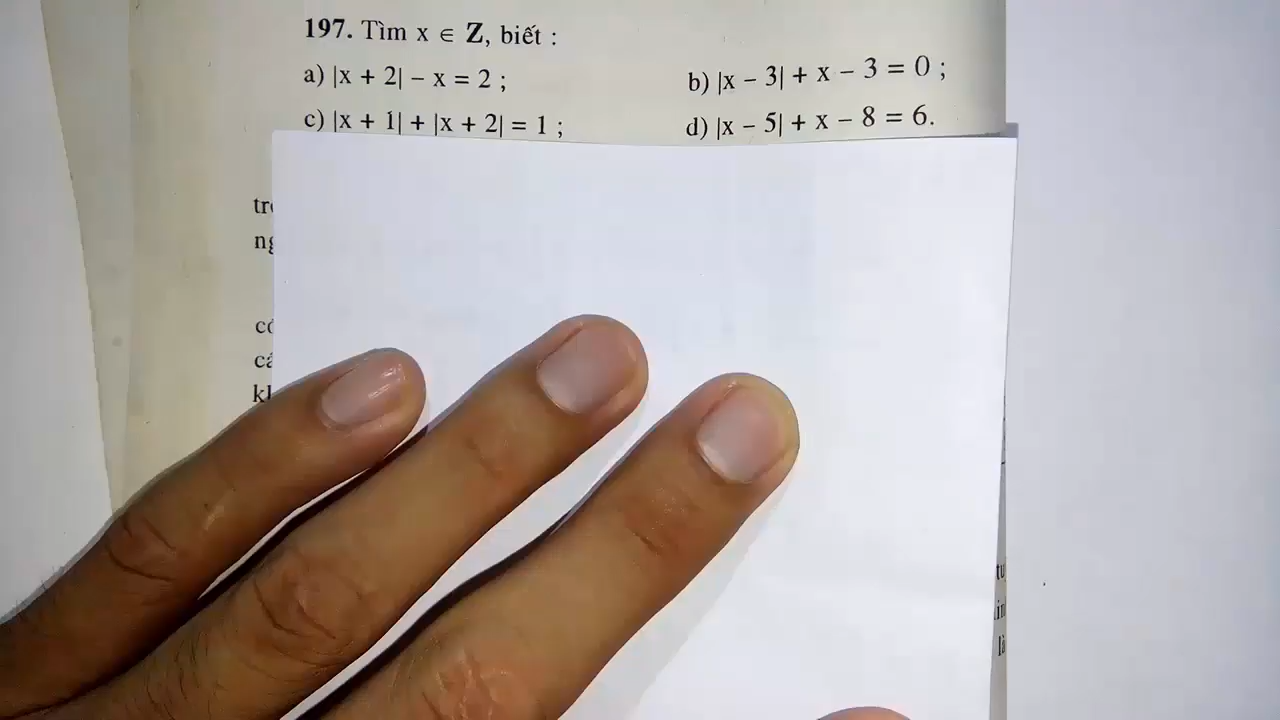 197. Tìm x ∈ Z, biết :
a) |x + 2| − x = 2 ; b) |x − 3| + x − 3 = 0 ;
c) |x + 1| + |x + 2| = 1 ; d) |x − 5| + x − 8 = 6.